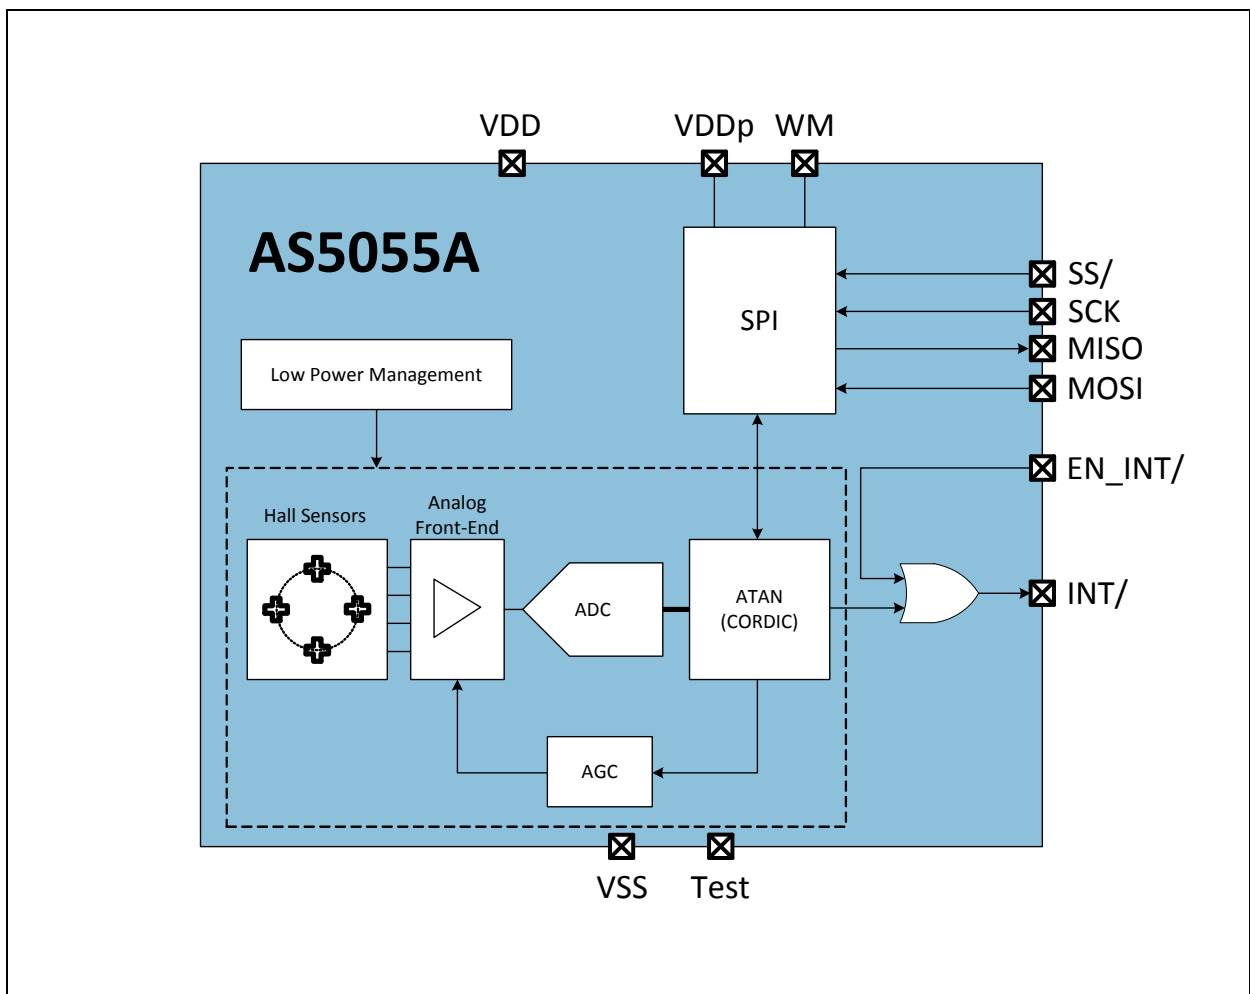 VDD
VDDp
WM
AS5055A
SS/
SCK
MISO
MOSI
SPI
Low Power Management
EN_INT/
Hall Sensors
Analog
Front-End
ADC
ATAN
(CORDIC)
INT/
AGC
VSS
Test